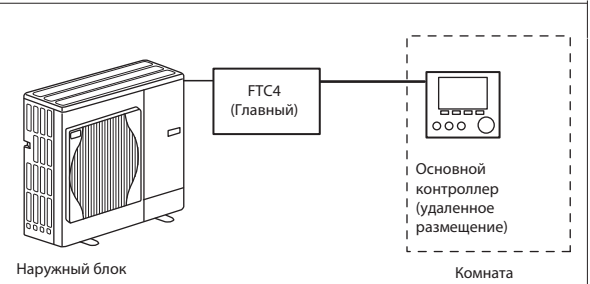 FTC4
(Главный)
Основной
контроллер
(удаленное
размещение)
Наружный блок
Комната